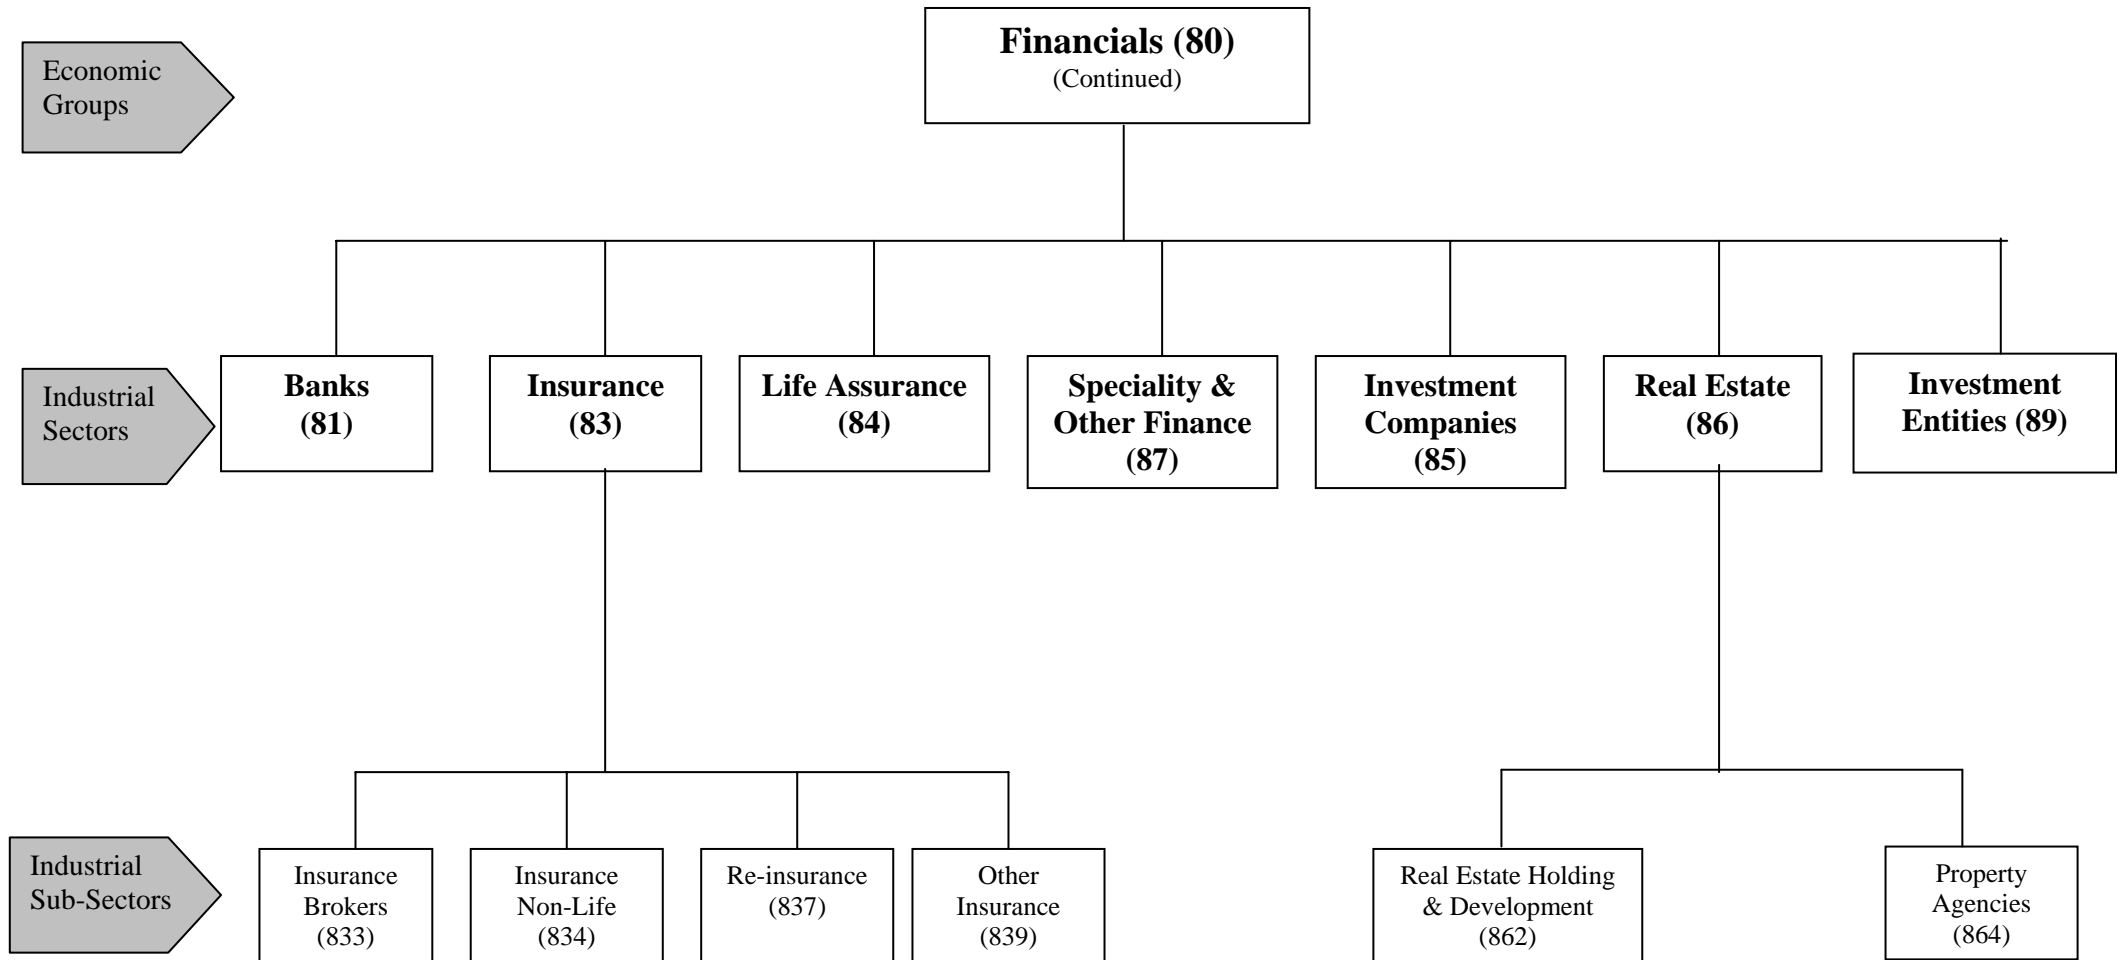 Economic
Groups
Financials (80)
(Continued)
Industrial
Sectors
Banks
(81)
Insurance
(83)
Life Assurance
(84)
Speciality &
Other Finance
(87)
Investment
Companies
(85)
Real Estate
(86)
Investment
Entities (89)
Industrial
Sub-Sectors
Insurance
Brokers
(833)
Insurance
Non-Life
(834)
Re-insurance
(837)
Other
Insurance
(839)
Real Estate Holding
& Development
(862)
Property
Agencies
(864)